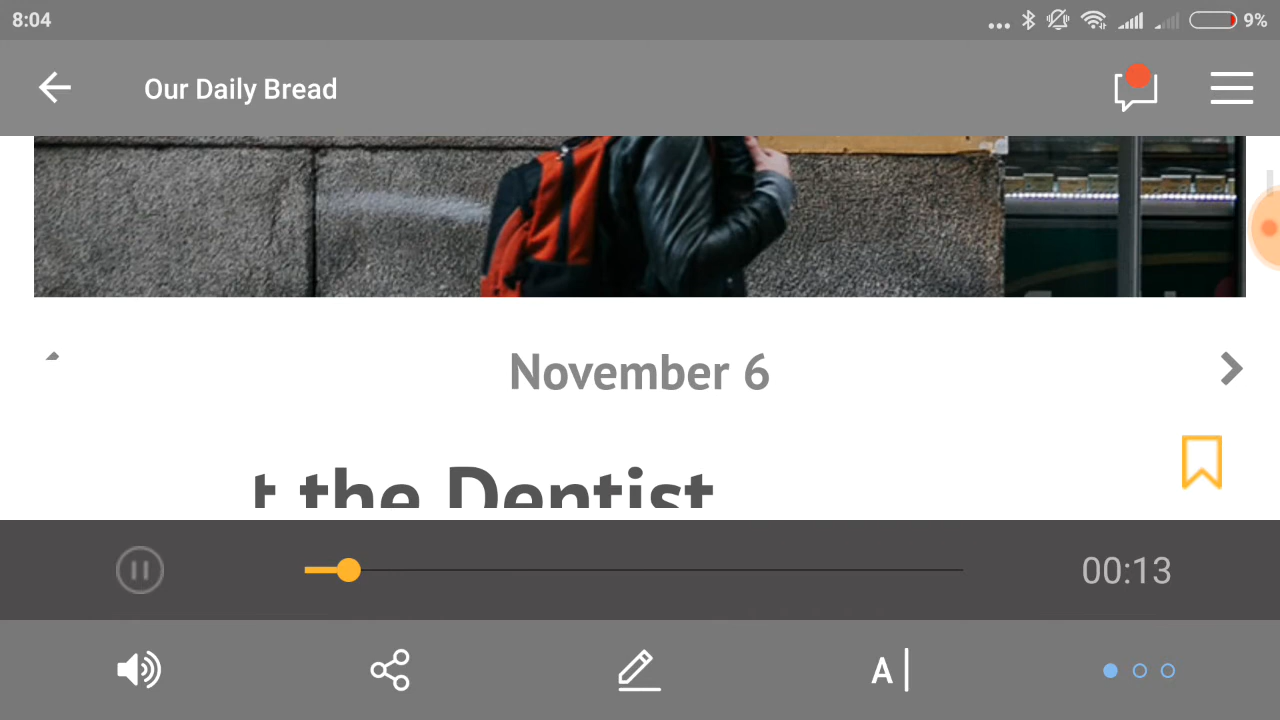 8:04 9%
Our Daily Bread
November 6
t the Dentist
00:13
A